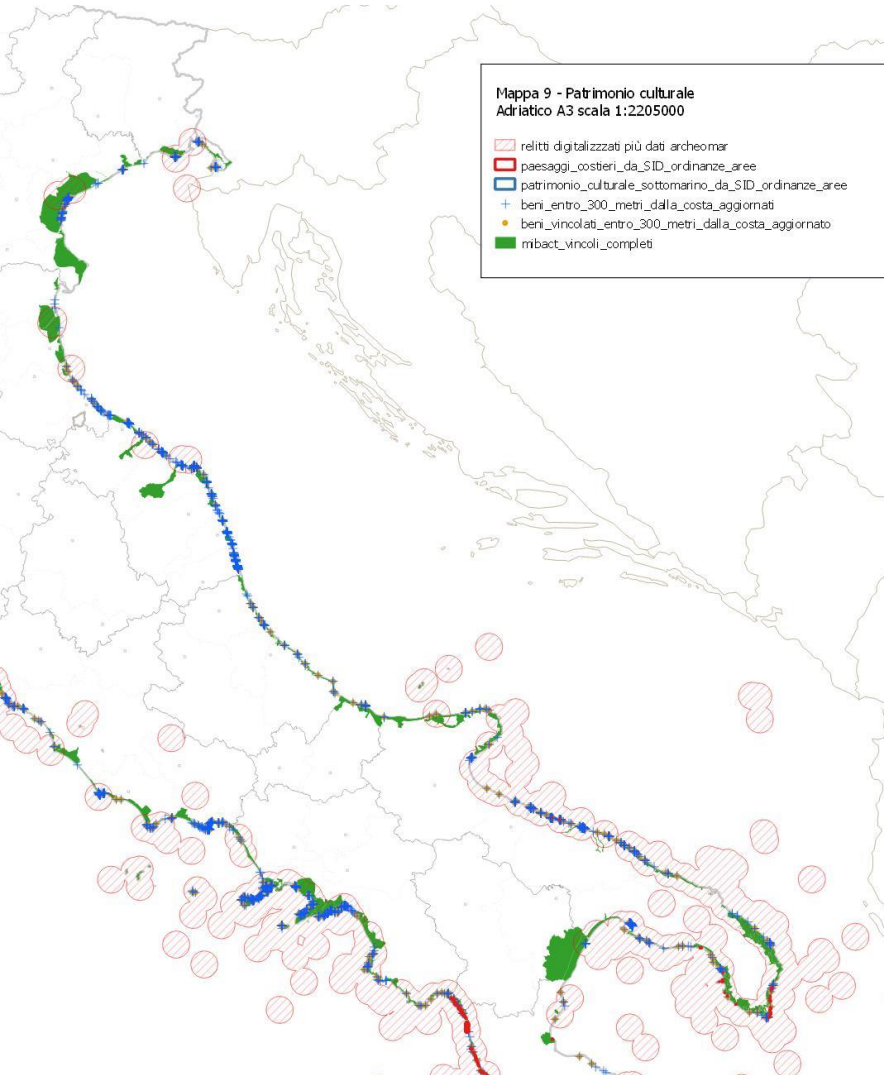 Mappa 9 - Patrimonio culturale
Adriatico A3 scala 1:2205000
relitti digitalizzzati più dati archeomar
paesaggi_costieri_da_SID_ordinanze_aree
patrimonio_culturale_sottomarino_da_SID_ordinanze_aree
beni_entro_300_metri_dalla_costa_aggiornati
beni_vincolati_entro_300_metri_dalla_costa_aggiornato
mibact_vincoli_completi